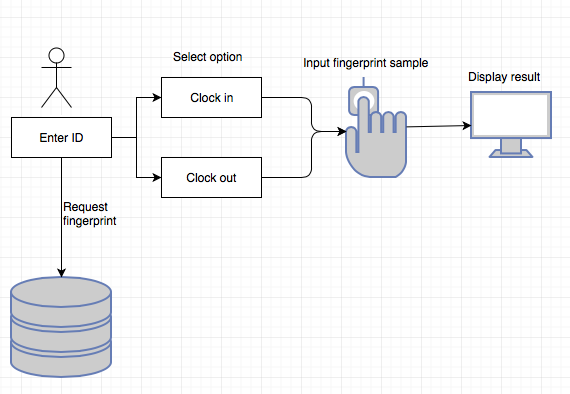 Select option
Input fingerprint sample
Display result
Clock in
Enter ID
Clock out
Request
fingerprint